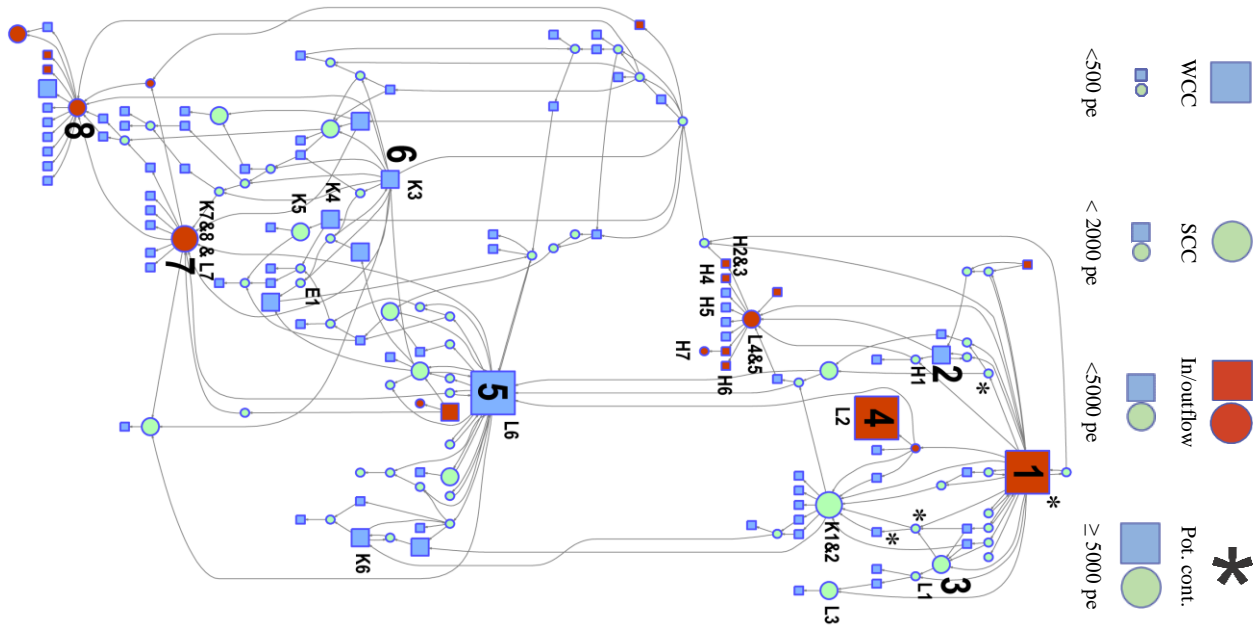 *
WCC SCC In/outflow Pot. cont.
<500 pe < 2000 pe <5000 pe ≥ 5000 pe
*
1
*
2
3
H1
L1
*
*
4
L2
K1&2
L3
L4&5
H2&3
H4
H5
H6
H7
L6
5
K3
6
K6
K4
E1
K5
K7&8 & L7
7
8